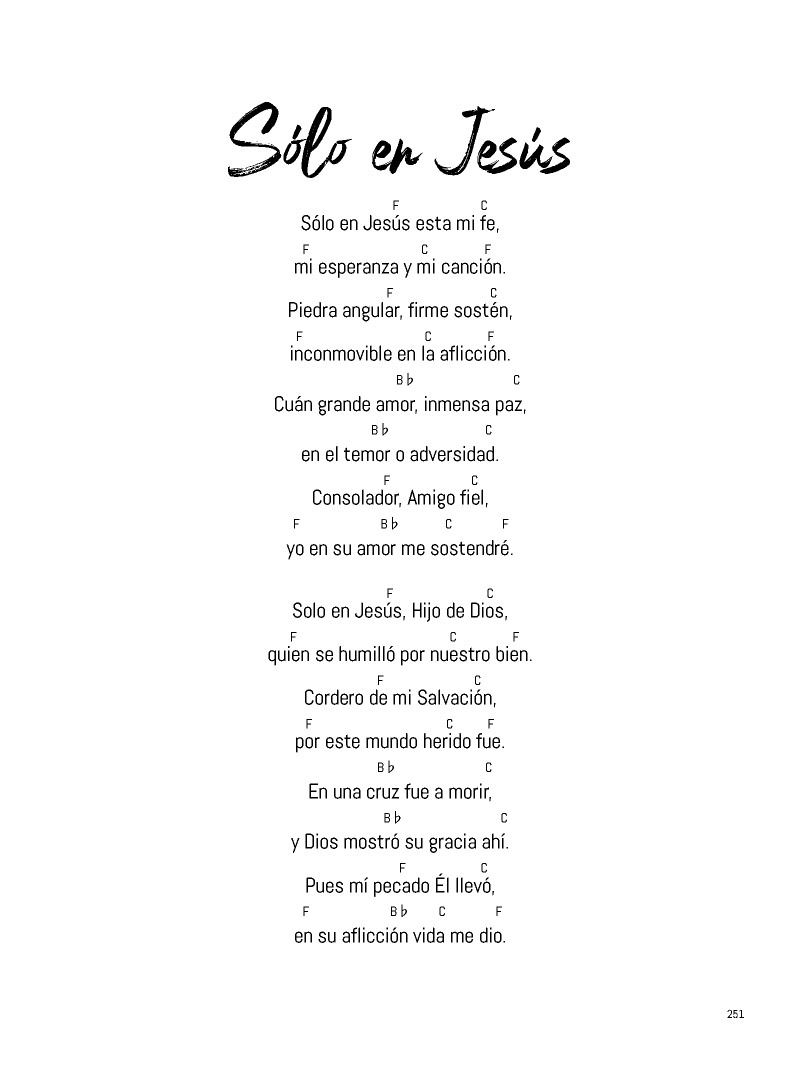 Sólo en Jesús
F C
Sólo en Jesús esta mi fe,
F C F
mi esperanza y mi canción.
F C
Piedra angular, firme sostén,
F C F
inconmovible en la aflicción.
B♭ C
Cuán grande amor, inmensa paz,
B♭ C
en el temor o adversidad.
F C
Consolador, Amigo fiel,
F B♭ C F
yo en su amor me sostendré.
F C
Solo en Jesús, Hijo de Dios,
F C F
quien se humilló por nuestro bien.
F C
Cordero de mi Salvación,
F C F
por este mundo herido fue.
B♭ C
En una cruz fue a morir,
B♭ C
y Dios mostró su gracia ahí.
F C
Pues mí pecado Él llevó,
F B♭ C F
en su aflicción vida me dio.
251